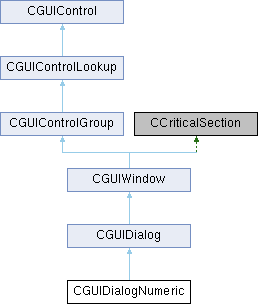 CGUIControl
CGUIControlLookup
CGUIControlGroup
CCriticalSection
CGUIWindow
CGUIDialog
CGUIDialogNumeric